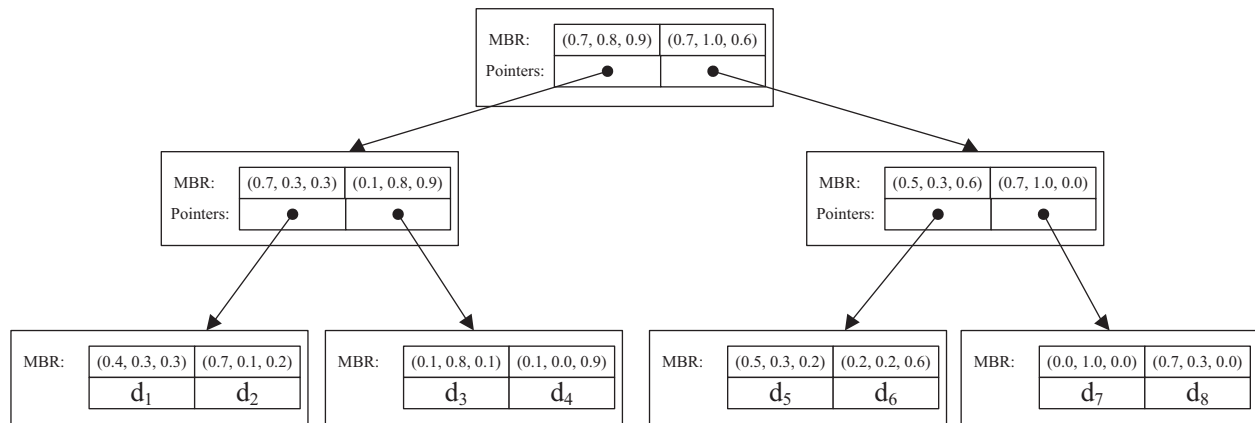 MBR: (0.7, 0.8, 0.9) (0.7, 1.0, 0.6)
Pointers:
MBR: (0.7, 0.3, 0.3) (0.1, 0.8, 0.9)
Pointers:
MBR: (0.5, 0.3, 0.6) (0.7, 1.0, 0.0)
Pointers:
MBR: (0.4, 0.3, 0.3) (0.7, 0.1, 0.2)
d1 d2
MBR: (0.1, 0.8, 0.1) (0.1, 0.0, 0.9)
d3 d4
MBR: (0.5, 0.3, 0.2) (0.2, 0.2, 0.6)
d5 d6
MBR: (0.0, 1.0, 0.0) (0.7, 0.3, 0.0)
d7 d8